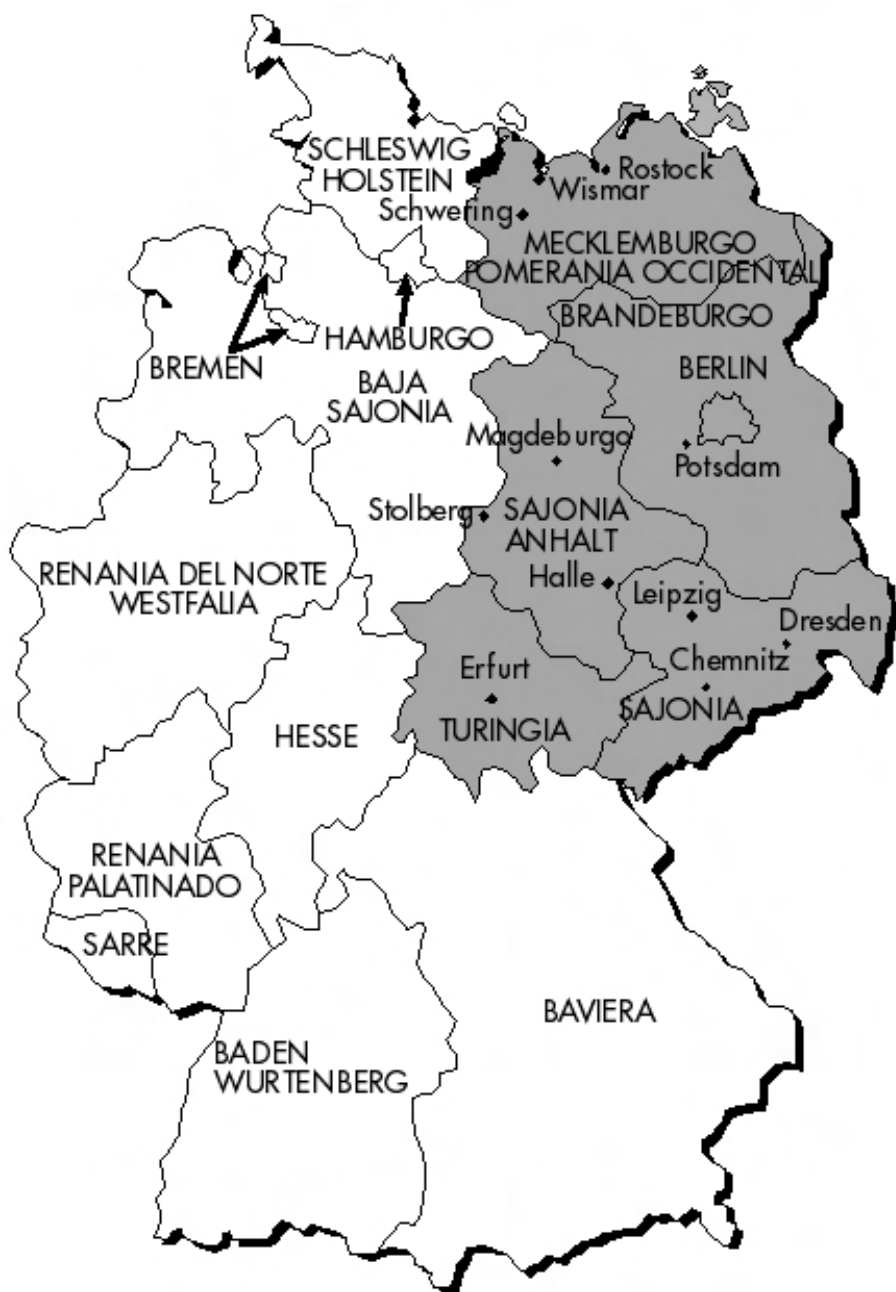 SCHLESWIG
HOLSTEIN
Rostock
Wismar
Schwering
MECKLEMBURGO
POMERANIA OCCIDENTAL
BRANDEBURGO
HAMBURGO
BREMEN
BAJA
SAJONIA
BERLIN
Magdeburgo
Potsdam
Stolberg
SAJONIA
ANHALT
RENANIA DEL NORTE
WESTFALIA
Halle
Leipzig
Dresden
Erfurt
Chemnitz
HESSE
TURINGIA
SAJONIA
RENANIA
PALATINADO
SARRE
BAVIERA
BADEN
WURTENBERG